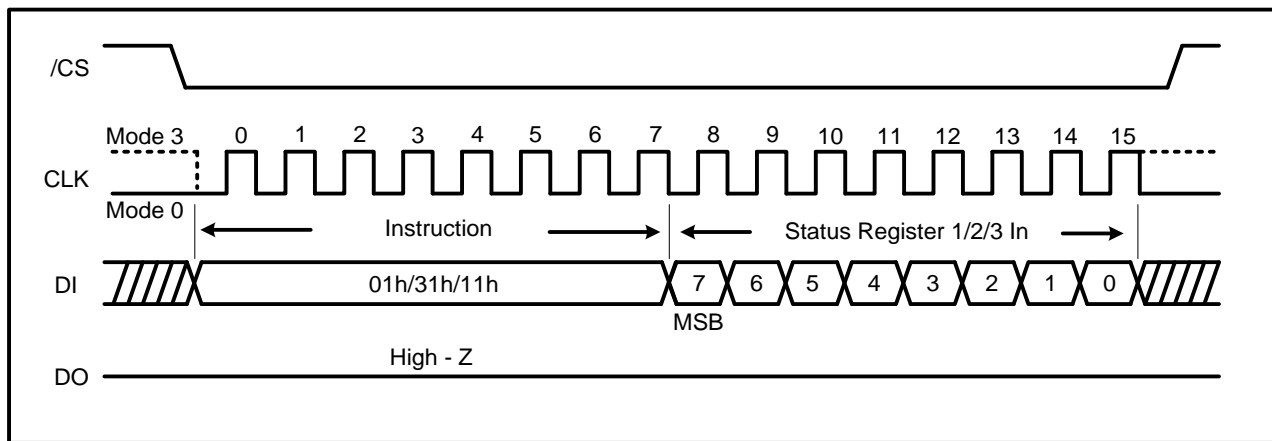 /CS
Mode 3 0 1 2 3 4 5 6 7 8 9 10 11 12 13 14 15
CLK
Mode 0
Instruction Status Register 1/2/3 In
DI 01h/31h/11h 7 6 5 4 3 2 1 0
MSB
High - Z
DO